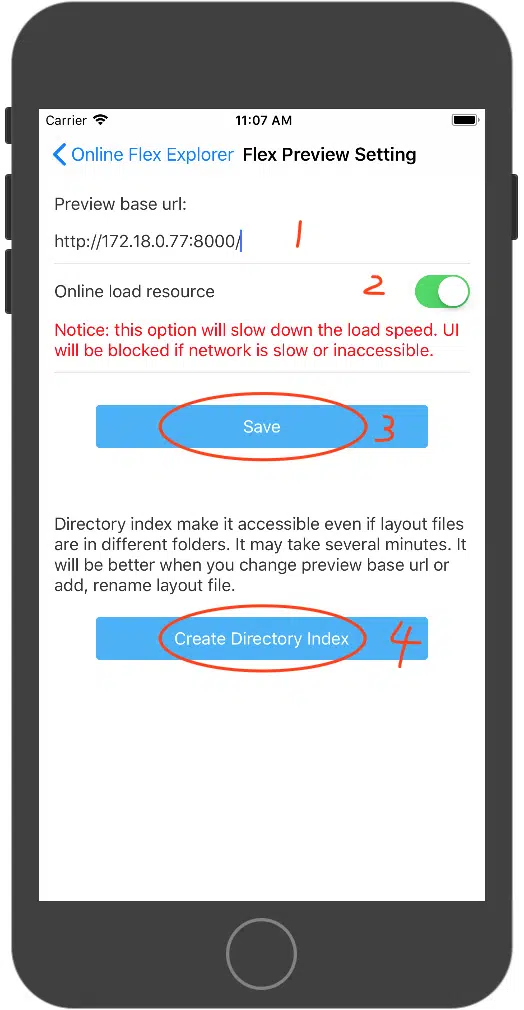 Carrier 11:07 AM
Online Flex Explorer Flex Preview Setting
Preview base url:
http://172.18.0.77:8000/ 1
Online load resource 2
Notice: this option will slow down the load speed. UI
will be blocked if network is slow or inaccessible.
Save 3
Directory index make it accessible even if layout files
are in different folders. It may take several minutes. It
will be better when you change preview base url or
add, rename layout file.
Create Directory Index 4